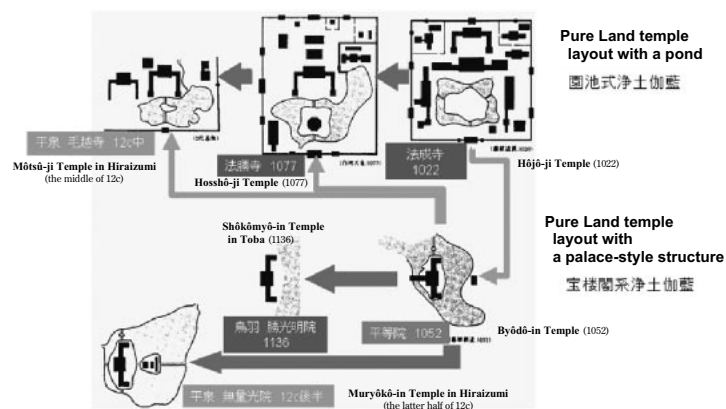 Pure Land temple
layout with a pond
園池式浄土伽藍
平泉 毛越寺 12c中
Môtsû-ji Temple in Hiraizumi
(the middle of 12c)
法勝寺 1077
Hosshô-ji Temple (1077)
法成寺
1022
Hôjô-ji Temple (1022)
Shôkômyô-in Temple
in Toba (1136)
Pure Land temple
layout with
a palace-style structure
宝楼閣系浄土伽藍
鳥羽 勝光明院
1136
平等院 1052
Byôdô-in Temple (1052)
平泉 無量光院 12c後半
Muryôkô-in Temple in Hiraizumi
(the latter half of 12c)